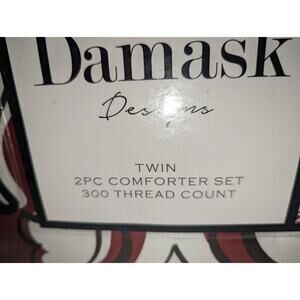 Damask
Designs
TWIN
2PC COMFORTER SET
300 THREAD COUNT